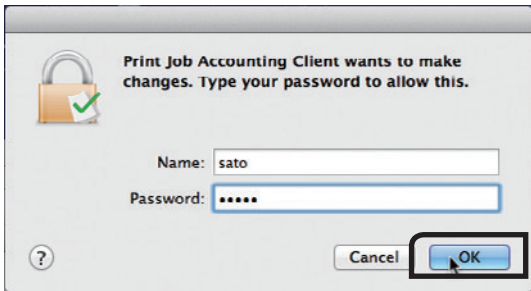 Print Job Accounting Client wants to make
changes. Type your password to allow this.
Name: sato
Password: •••••
?
Cancel
OK